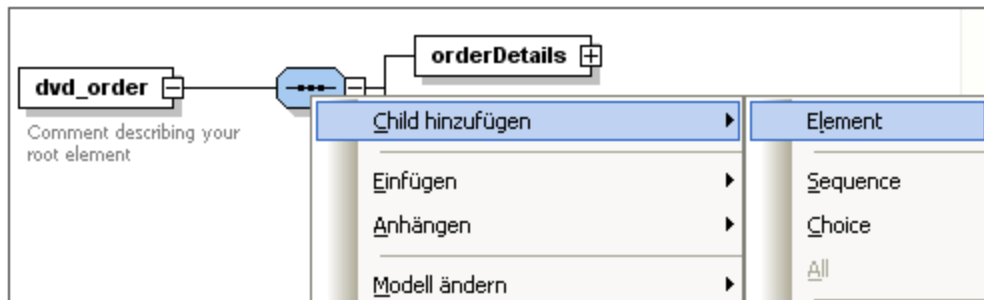 orderDetails
dvd_order
Comment describing your
root element
Child hinzufügen
Element
Einfügen
Sequence
Anhängen
Choice
All
Modell ändern